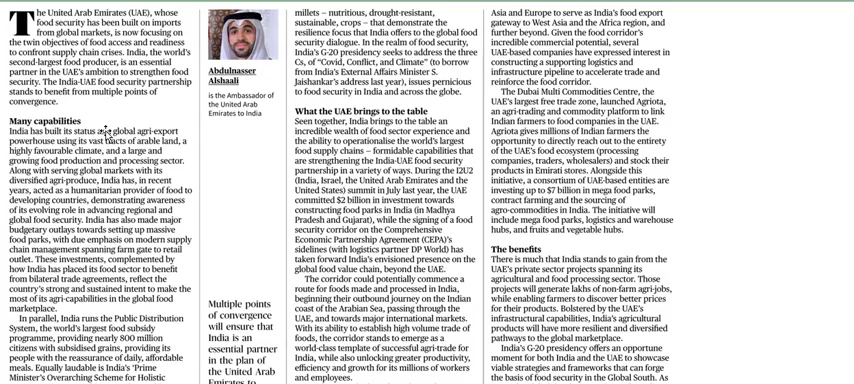 The United Arab Emirates (UAE), whose
food security has been built on imports
from global markets, is now focusing on
the twin objectives of food access and readiness
to confront supply chain crises. India, the world's
second-largest food producer, is an essential
partner in the UAE's ambition to strengthen food
security. The India-UAE food security partnership
stands to benefit from multiple points of
convergence.
Many capabilities
India has built its status as a global agri-export
powerhouse using its vast tracts of arable land, a
highly favourable climate, and a large and
growing food production and processing sector.
Along with serving global markets with its
diversified agri-produce, India has, in recent
years, acted as a humanitarian provider of food to
developing countries, demonstrating awareness
of its evolving role in advancing regional and
global food security. India has also made major
budgetary outlays towards setting up massive
food parks, with due emphasis on modern supply
chain management spanning farm gate to retail
outlet. These investments, complemented by
how India has placed its food sector to benefit
from bilateral trade agreements, reflect the
country's strong and sustained intent to make the
most of its agri-capabilities in the global food
marketplace.
In parallel, India runs the Public Distribution
System, the world's largest food subsidy
programme, providing nearly 800 million
citizens with subsidised grains, providing its
people with the reassurance of daily, affordable
meals. Equally laudable is India's 'Prime
Minister's Overarching Scheme for Holistic
Abdulnasser
Alshaali
is the Ambassador of
the United Arab
Emirates to India
Multiple points
of convergence
will ensure that
India is an
essential partner
in the plan of
the United Arab
Emirates to
millets — nutritious, drought-resistant,
sustainable, crops — that demonstrate the
resilience focus that India offers to the global food
security dialogue. In the realm of food security,
India's G-20 presidency seeks to address the three
Cs, of "Covid, Conflict, and Climate" (to borrow
from India's External Affairs Minister S.
Jaishankar's address last year), issues pernicious
to food security in India and across the globe.
What the UAE brings to the table
Seen together, India brings to the table an
incredible wealth of food sector experience and
the ability to operationalise the world's largest
food supply chains — formidable capabilities that
are strengthening the India-UAE food security
partnership in a variety of ways. During the I2U2
(India, Israel, the United Arab Emirates and the
United States) summit in July last year, the UAE
committed $2 billion in investment towards
constructing food parks in India (in Madhya
Pradesh and Gujarat), while the signing of a food
security corridor on the Comprehensive
Economic Partnership Agreement (CEPA)'s
sidelines (with logistics partner DP World) has
taken forward India's envisioned presence on the
global food value chain, beyond the UAE.
The corridor could potentially commence a
route for foods made and processed in India,
beginning their outbound journey on the Indian
coast of the Arabian Sea, passing through the
UAE, and towards major international markets.
With its ability to establish high volume trade of
foods, the corridor stands to emerge as a
world-class template of successful agri-trade for
India, while also unlocking greater productivity,
efficiency and growth for its millions of workers
and employees.
Asia and Europe to serve as India's food export
gateway to West Asia and the Africa region, and
further beyond. Given the food corridor's
incredible commercial potential, several
UAE-based companies have expressed interest in
constructing a supporting logistics and
infrastructure pipeline to accelerate trade and
reinforce the food corridor.
The Dubai Multi Commodities Centre, the
UAE's largest free trade zone, launched Agriota,
an agri-trading and commodity platform to link
Indian farmers to food companies in the UAE.
Agriota gives millions of Indian farmers the
opportunity to directly reach out to the entirety
of the UAE's food ecosystem (processing
companies, traders, wholesalers) and stock their
products in Emirati stores. Alongside this
initiative, a consortium of UAE-based entities are
investing up to $7 billion in mega food parks,
contract farming and the sourcing of
agro-commodities in India. The initiative will
include mega food parks, logistics and warehouse
hubs, and fruits and vegetable hubs.
The benefits
There is much that India stands to gain from the
UAE's private sector projects spanning its
agricultural and food processing sector. Those
projects will generate lakhs of non-farm agri-jobs,
while enabling farmers to discover better prices
for their products. Bolstered by the UAE's
infrastructural capabilities, India's agricultural
products will have more resilient and diversified
pathways to the global marketplace.
India's G-20 presidency offers an opportune
moment for both India and the UAE to showcase
viable strategies and frameworks that can forge
the basis of food security in the Global South. As